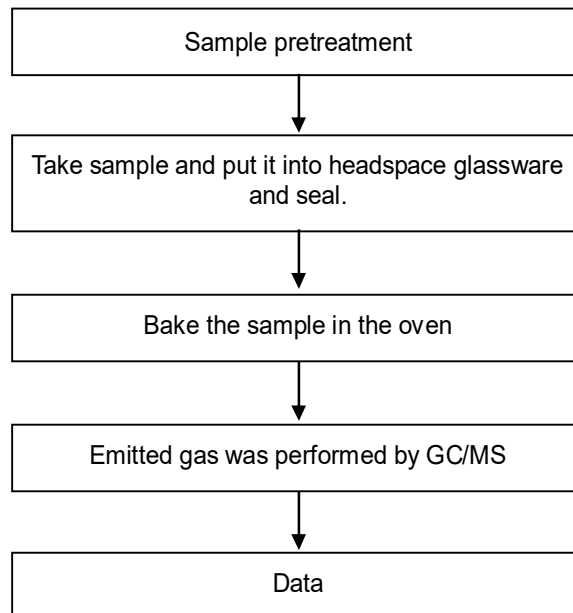 Sample pretreatment
Take sample and put it into headspace glassware
and seal.
Bake the sample in the oven
Emitted gas was performed by GC/MS
Data